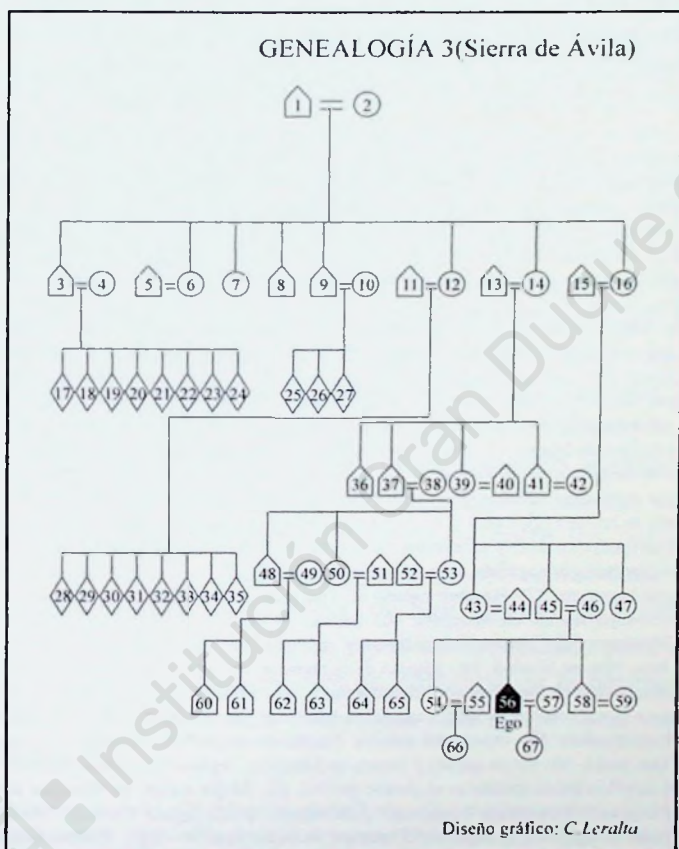 GENEALOGÍA 3(Sierra de Ávila)
1 = 2
3 = 4 5 = 6 7 8 9 = 10 11 = 12 13 = 14 15 = 16
17 18 19 20 21 22 23 24 25 26 27
36 37 = 38 39 = 40 41 = 42
28 29 30 31 32 33 34 35 48 = 49 50 = 51 52 = 53 43 = 44 45 = 46 47
60 61 62 63 64 65 54 = 55 56 = 57 58 = 59
Ego
66 67
Diseño gráfico: C.Leralta
d ▪ Institución Gran Duque